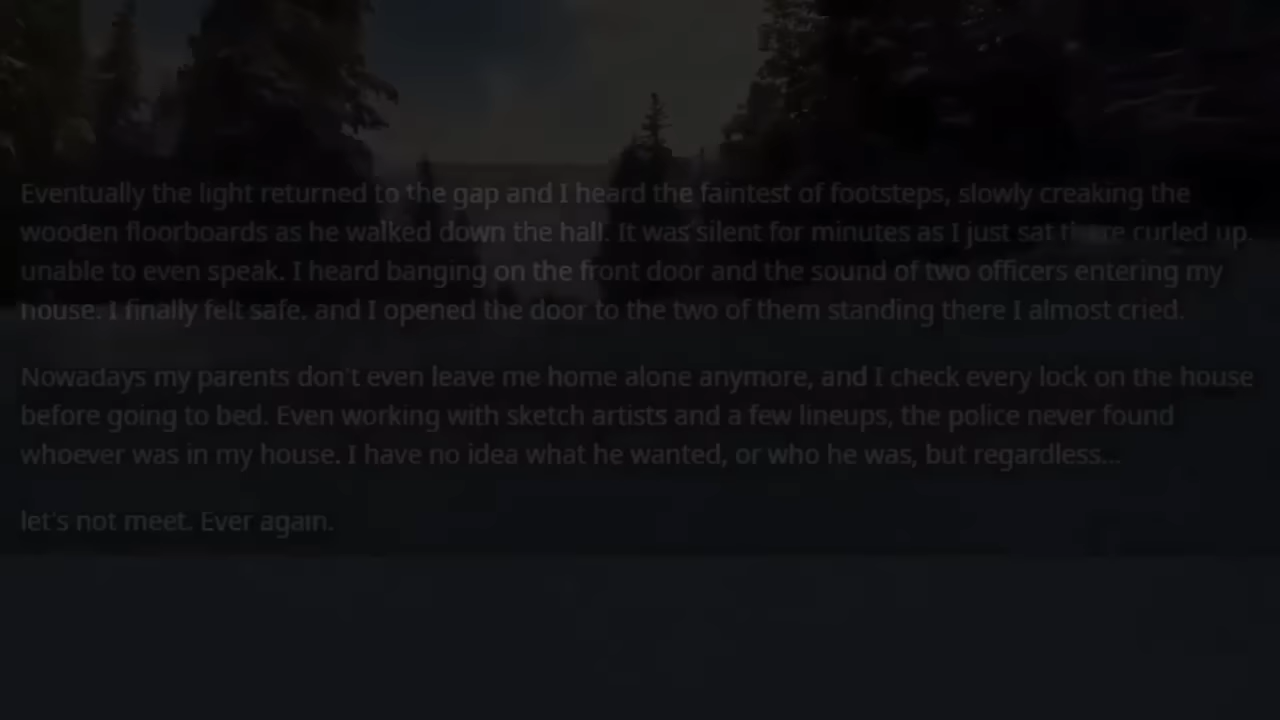 Eventually the light returned to the gap and I heard the faintest of footsteps, slowly creaking the
wooden floorboards as he walked down the hall. It was silent for minutes as I just sat there curled up.
unable to even speak. I heard banging on the front door and the sound of two officers entering my
house. I finally felt safe. and I opened the door to the two of them standing there I almost cried.
Nowadays my parents don't even leave me home alone anymore, and I check every lock on the house
before going to bed. Even working with sketch artists and a few lineups, the police never found
whoever was in my house. I have no idea what he wanted, or who he was, but regardless...
let's not meet. Ever again.